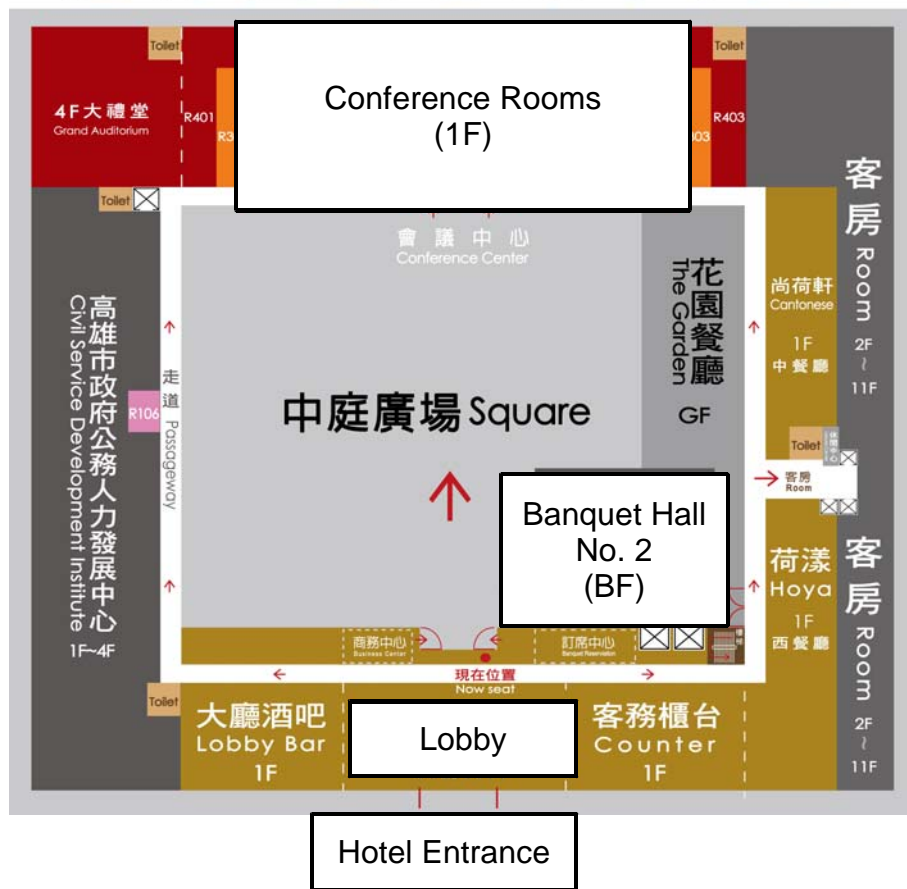 Toilet
Toilet
Conference Rooms
(1F)
4F大禮堂
Grand Auditorium
R401
R403
R3
03
Toilet
會議中心
Conference Center
客房 Room
2F
~
11F
花園餐廳
The Garden
GF
尚荷軒
Cantonese
1F
中餐廳
高雄市政府公務人力發展中心
Civil Service Development Institute
1F~4F
走道 Passageway
R106
中庭廣場 Square
Toilet
客房
Room
Banquet Hall
No. 2
(BF)
荷漾
Hoya
1F
西餐廳
客房 Room
2F
~
11F
商務中心
Business Center
訂席中心
Banquet Reservation
現在位置
Now seat
Toilet
大廳酒吧
Lobby Bar
1F
Lobby
客務櫃台
Counter
1F
Hotel Entrance